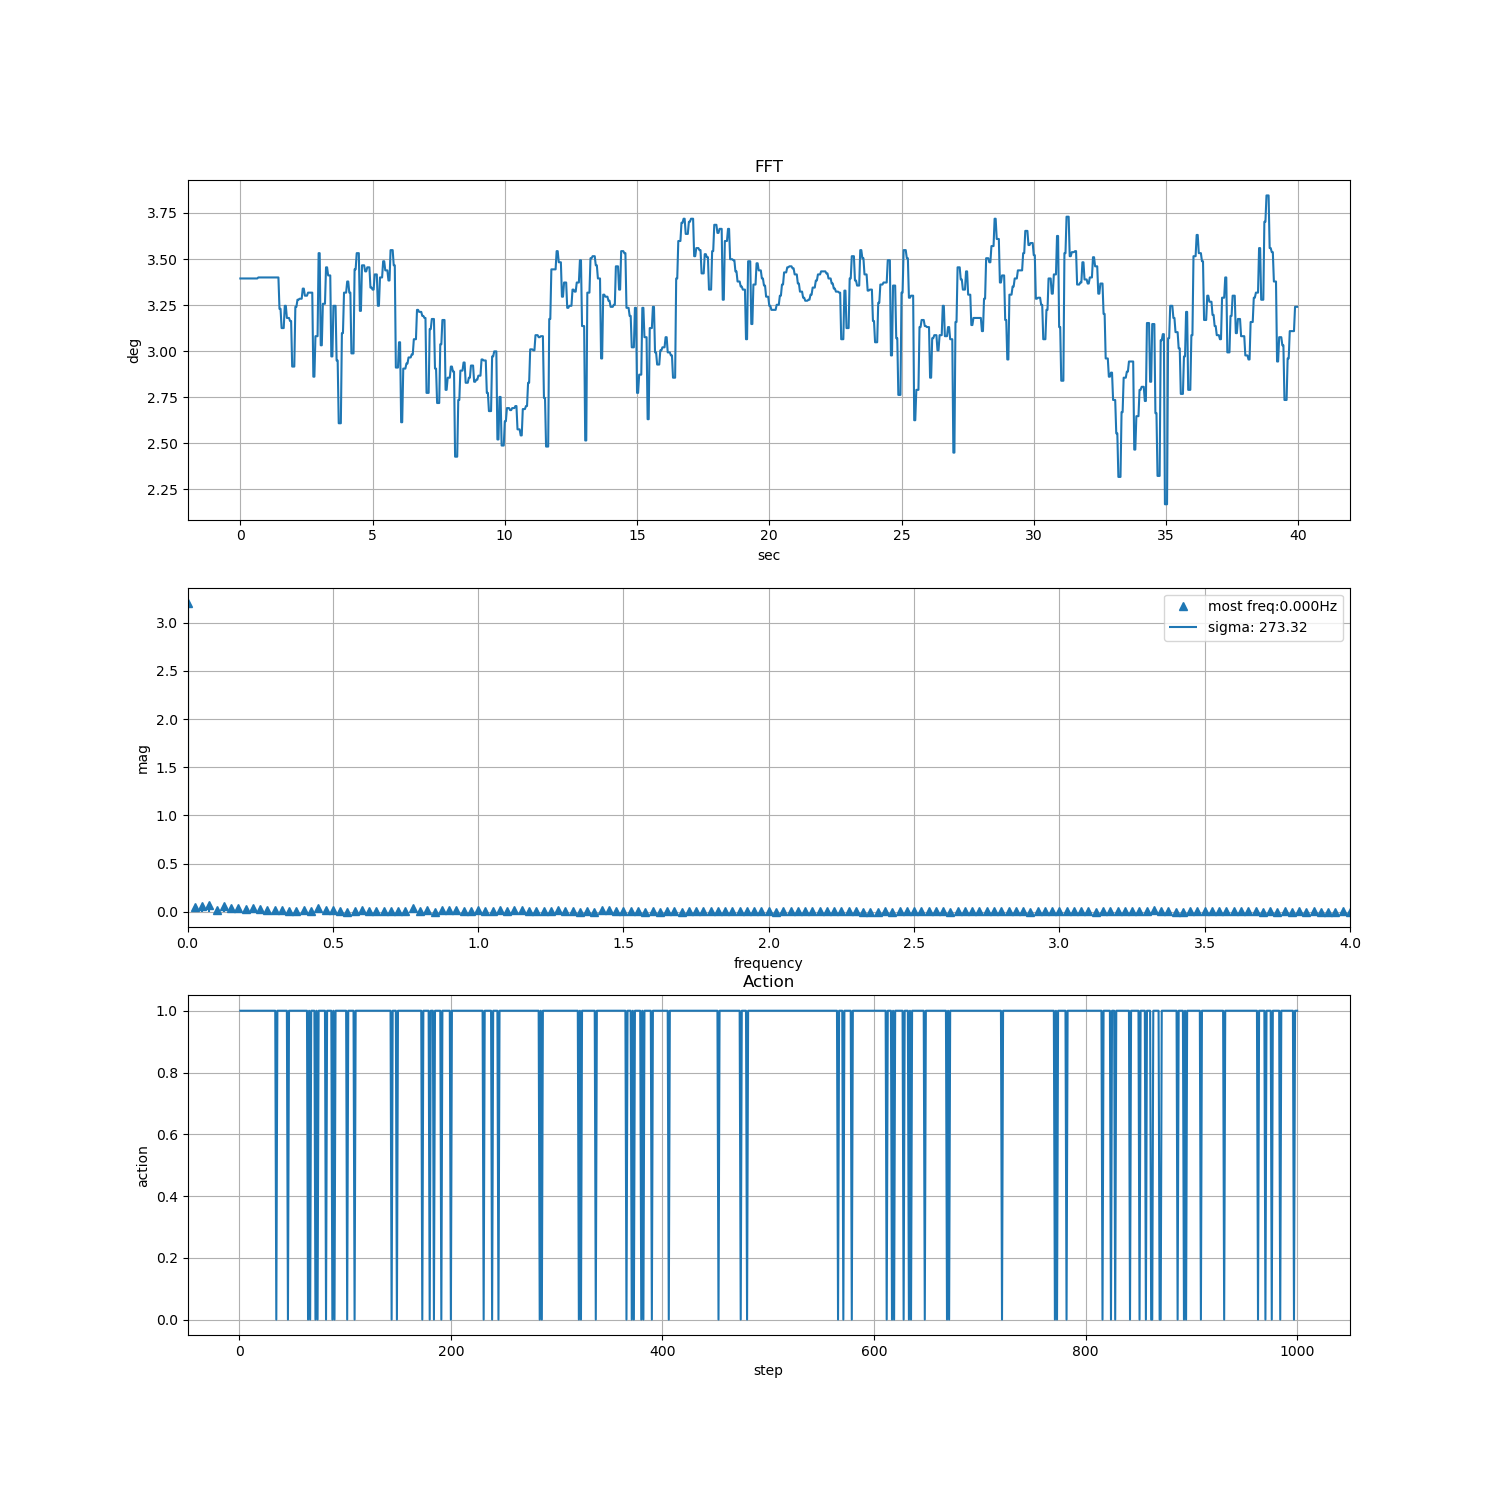 FFT
3.75
3.50
3.25
3.00
2.75
2.50
2.25
deg
0 5 10 15 20 25 30 35 40
sec
most freq:0.000Hz
sigma: 273.32
3.0
2.5
2.0
1.5
1.0
0.5
0.0
mag
0.0 0.5 1.0 1.5 2.0 2.5 3.0 3.5 4.0
frequency
Action
1.0
0.8
0.6
0.4
0.2
0.0
action
0 200 400 600 800 1000
step